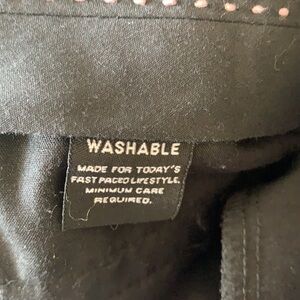 WASHABLE
MADE FOR TODAY'S
FAST PACED LIFESTYLE.
MINIMUM CARE
REQUIRED.